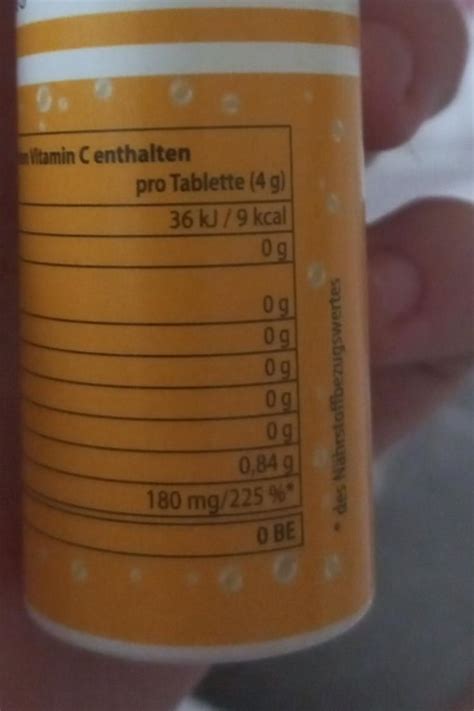 Vitamin C enthalten
pro Tablette (4 g)
36 kJ / 9 kcal
0 g
0 g
0 g
0 g
0 g
0 g
0,84 g
180 mg/225 %*
0 BE
* des Nährstoffbezugswertes